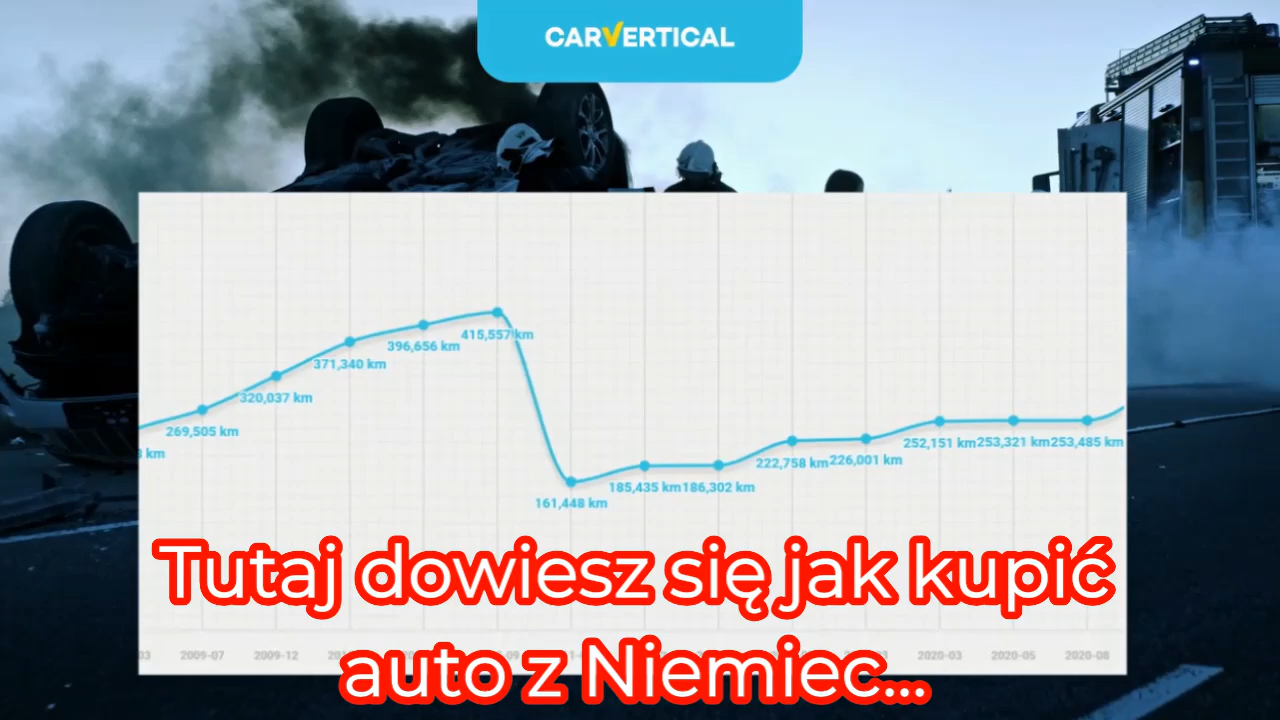 CARVERTICAL
415,557 km
396,656 km
371,340 km
320,037 km
269,505 km
km
252,151 km 253,321 km 253,485 km
222,758 km 226,001 km
185,435 km 186,302 km
161,448 km
Tutaj dowiesz się jak kupić
auto z Niemiec...
03 2009-07 2009-12 2020-03 2020-05 2020-08